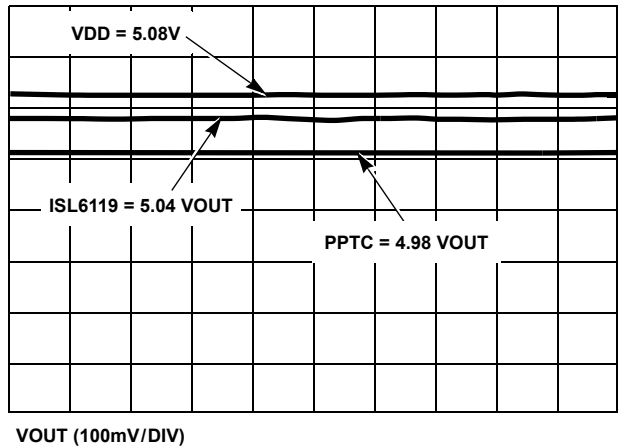 VDD = 5.08V
ISL6119 = 5.04 VOUT
PPTC = 4.98 VOUT
VOUT (100mV/DIV)